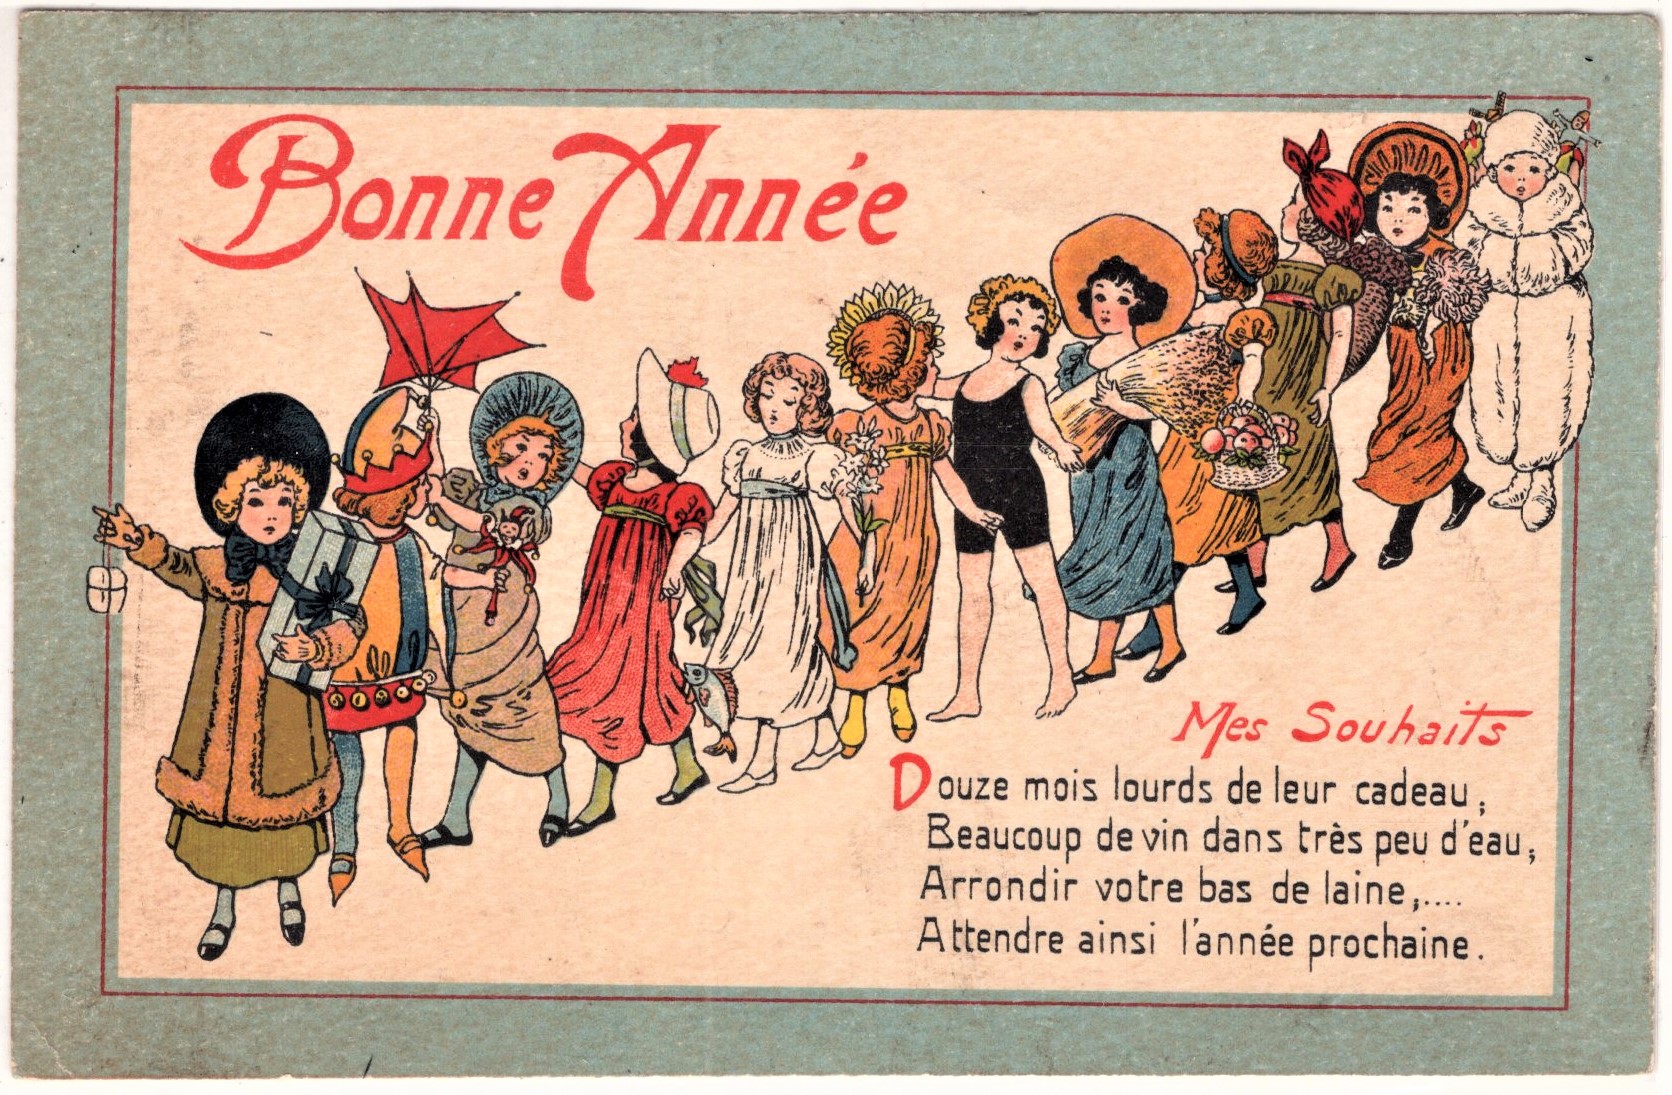 Bonne Année
Mes Souhaits
Douze mois lourds de leur cadeau;
Beaucoup de vin dans très peu d'eau;
Arrondir votre bas de laine,....
Attendre ainsi l'année prochaine.